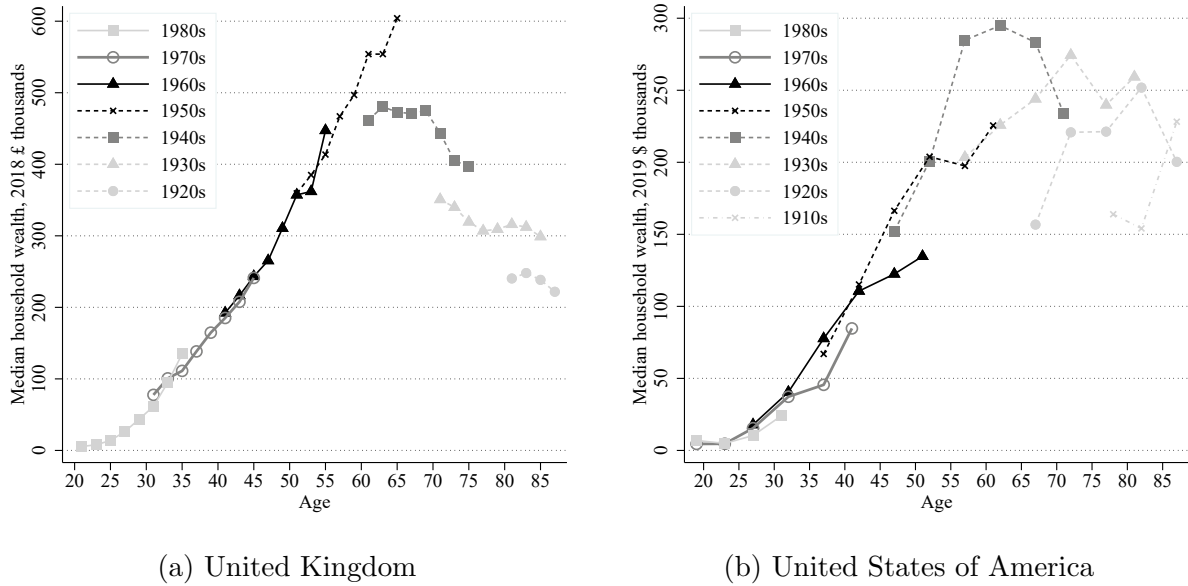 Median household wealth, 2018 £ thousands
600
500
400
300
200
100
0
1980s
1970s
1960s
1950s
1940s
1930s
1920s
20 25 30 35 40 45 50 55 60 65 70 75 80 85
Age
(a) United Kingdom
Median household wealth, 2019 $ thousands
300
250
200
150
100
50
0
1980s
1970s
1960s
1950s
1940s
1930s
1920s
1910s
20 25 30 35 40 45 50 55 60 65 70 75 80 85
Age
(b) United States of America